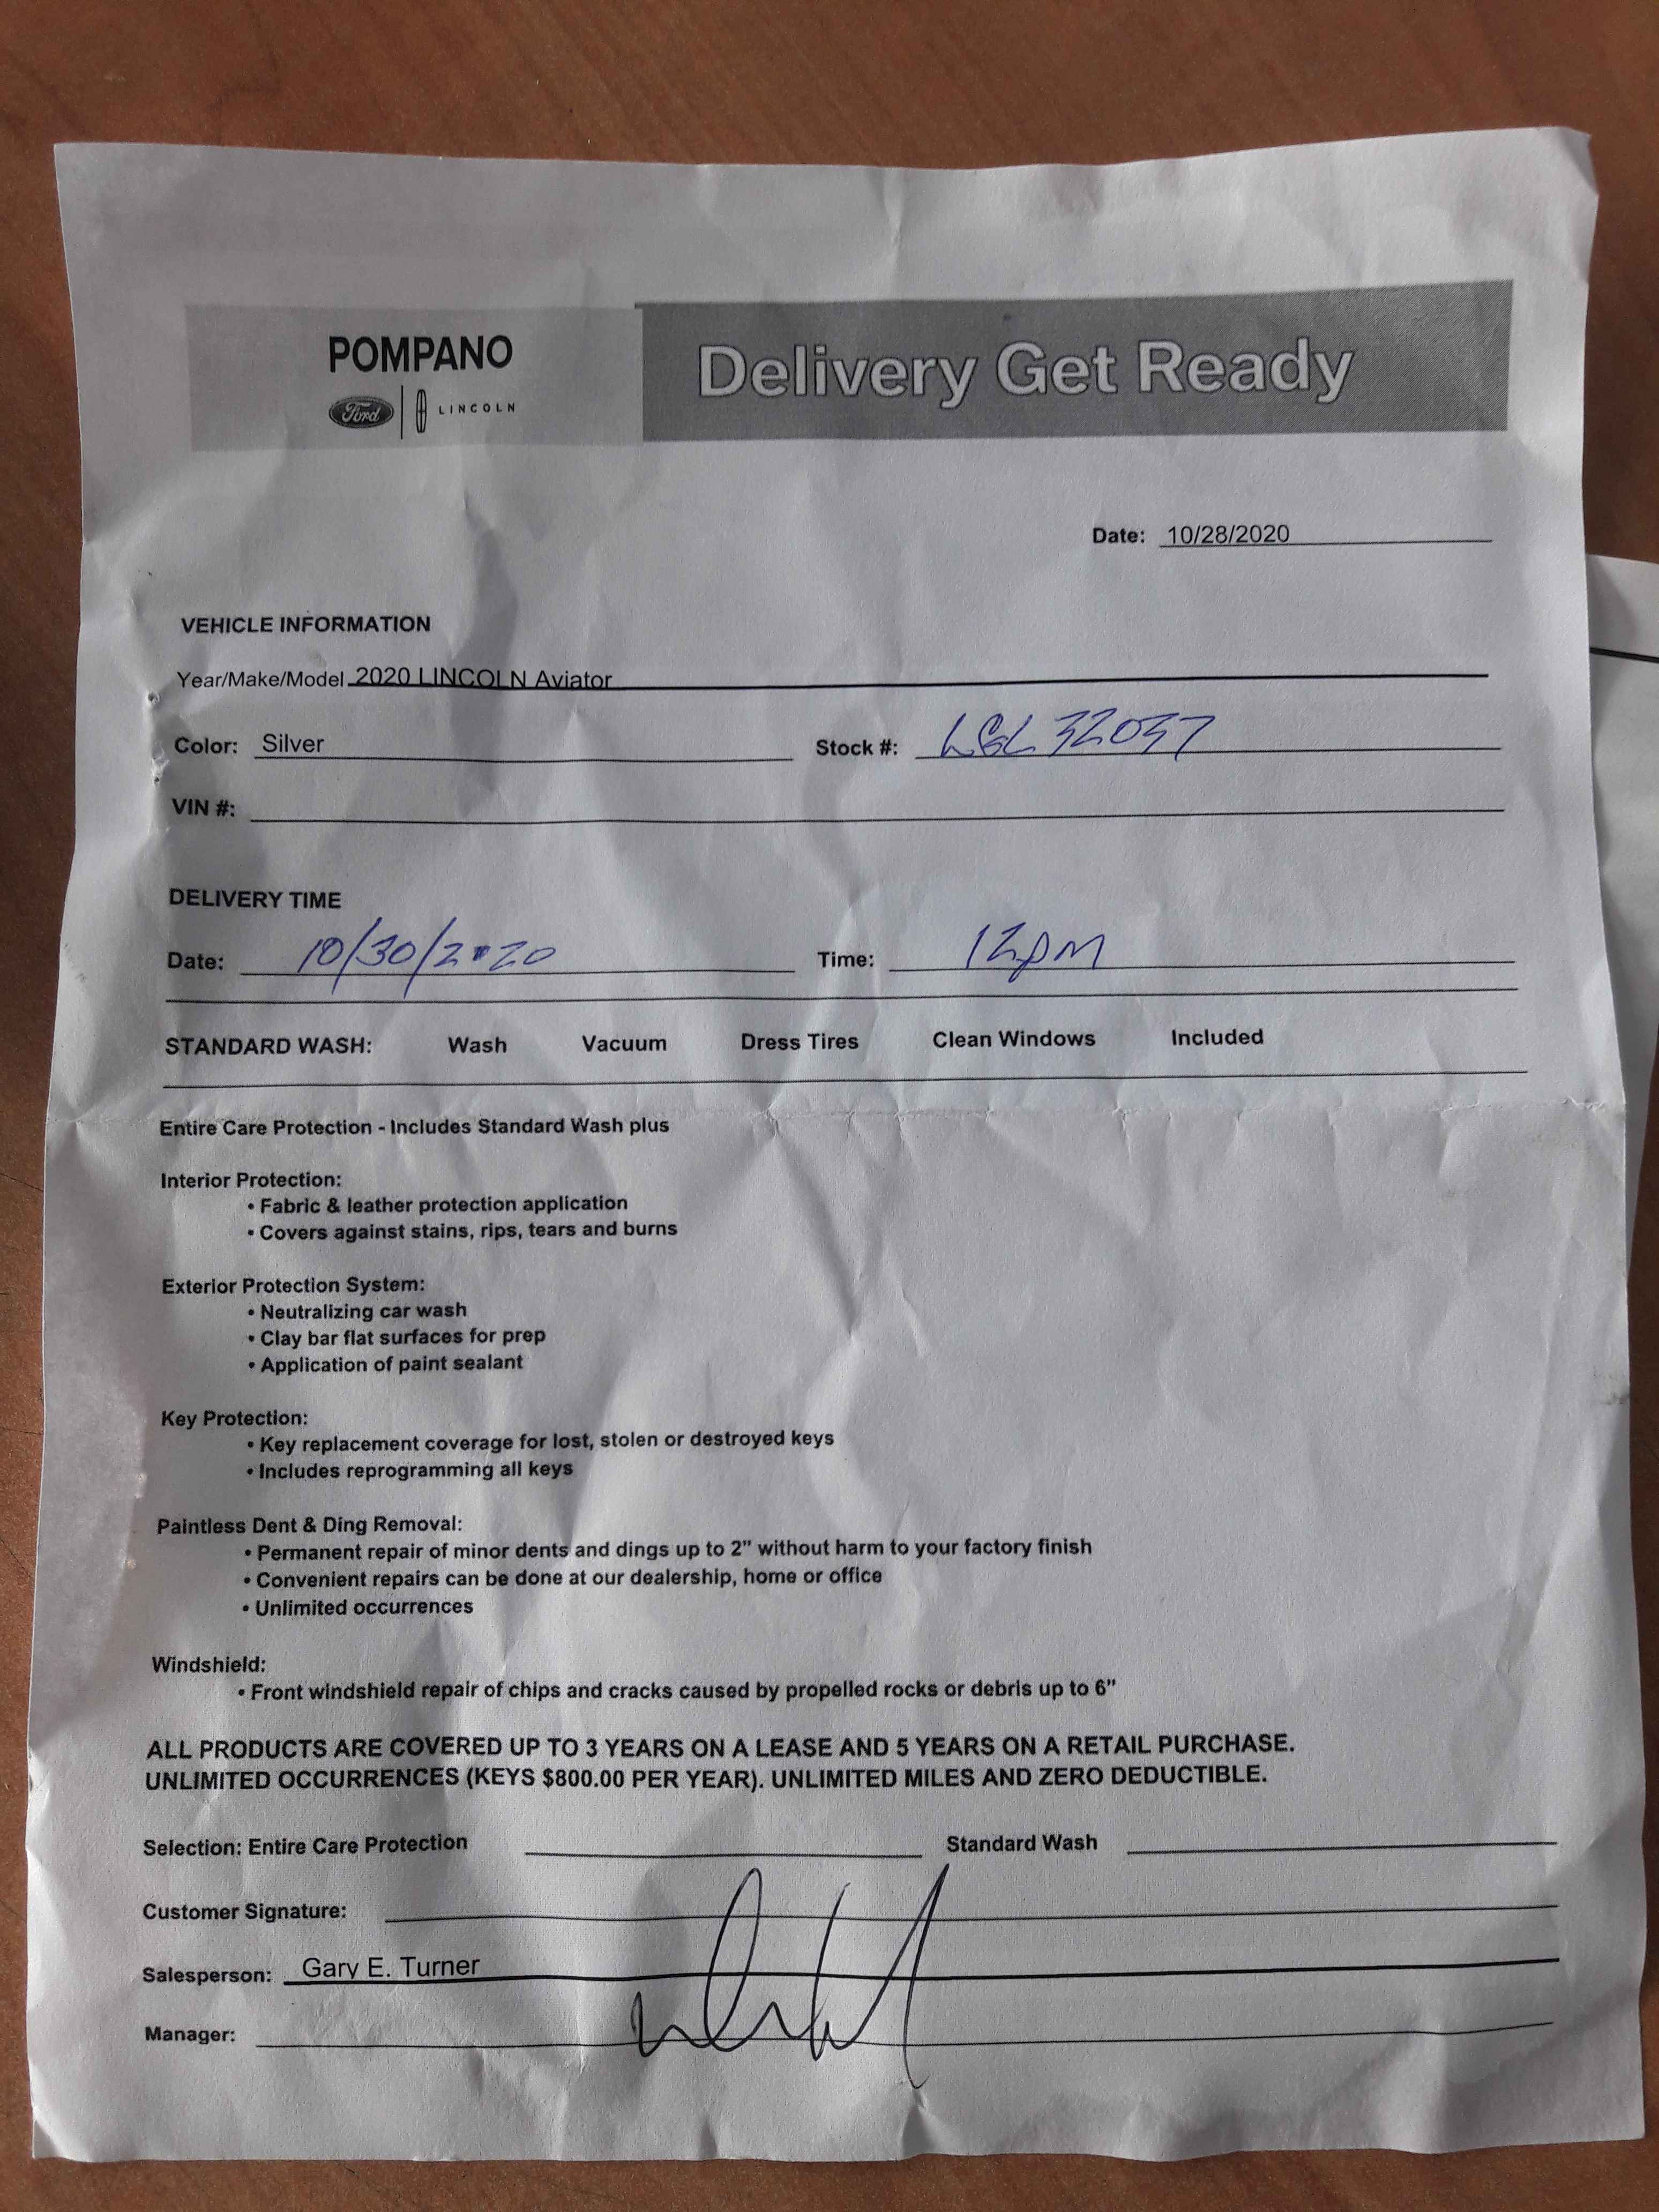 POMPANO
Ford | LINCOLN
Delivery Get Ready
Date: 10/28/2020
VEHICLE INFORMATION
Year/Make/Model 2020 LINCOLN Aviator
Color: Silver Stock #: LGL32037
VIN #:
DELIVERY TIME
Date: 10/30/2020 Time: 12pm
STANDARD WASH: Wash Vacuum Dress Tires Clean Windows Included
Entire Care Protection - Includes Standard Wash plus
Interior Protection:
• Fabric & leather protection application
• Covers against stains, rips, tears and burns
Exterior Protection System:
• Neutralizing car wash
• Clay bar flat surfaces for prep
• Application of paint sealant
Key Protection:
• Key replacement coverage for lost, stolen or destroyed keys
• Includes reprogramming all keys
Paintless Dent & Ding Removal:
• Permanent repair of minor dents and dings up to 2" without harm to your factory finish
• Convenient repairs can be done at our dealership, home or office
• Unlimited occurrences
Windshield:
• Front windshield repair of chips and cracks caused by propelled rocks or debris up to 6"
ALL PRODUCTS ARE COVERED UP TO 3 YEARS ON A LEASE AND 5 YEARS ON A RETAIL PURCHASE.
UNLIMITED OCCURRENCES (KEYS $800.00 PER YEAR). UNLIMITED MILES AND ZERO DEDUCTIBLE.
Selection: Entire Care Protection Standard Wash
Customer Signature:
Salesperson: Gary E. Turner
Manager: